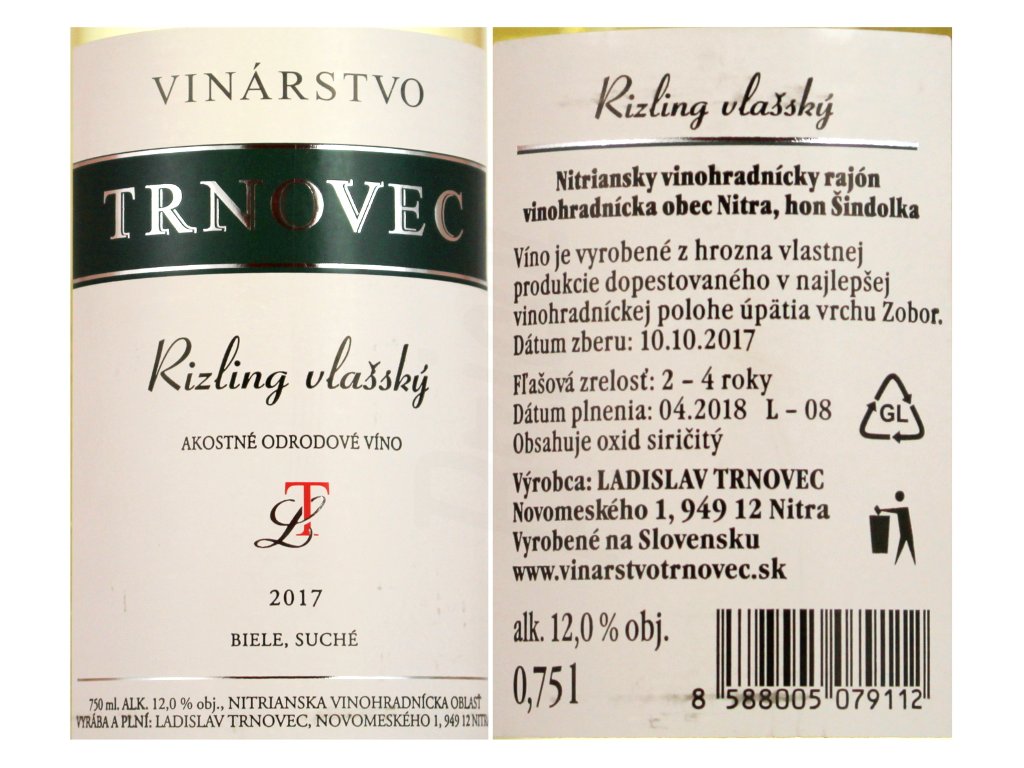 VINÁRSTVO
TRNOVEC
Rizling vlašský
AKOSTNÉ ODRODOVÉ VÍNO
LT
2017
BIELE, SUCHÉ
750 ml. ALK. 12,0 % obj., NITRIANSKA VINOHRADNÍCKA OBLASŤ
VYRÁBA A PLNÍ: LADISLAV TRNOVEC, NOVOMESKÉHO 1, 949 12 NITR
Rizling vlašský
Nitriansky vinohradnícky rajón
vinohradnícka obec Nitra, hon Šindolka
Víno je vyrobené z hrozna vlastnej
produkcie dopestovaného v najlepšej
vinohradníckej polohe úpätia vrchu Zobor.
Dátum zberu: 10.10.2017
Fľašová zrelosť: 2 – 4 roky
Dátum plnenia: 04.2018 L – 08
Obsahuje oxid siričitý
GL
Výrobca: LADISLAV TRNOVEC
Novomeského 1, 949 12 Nitra
Vyrobené na Slovensku
www.vinarstvotrnovec.sk
alk. 12,0 % obj.
0,75 l
8 588005 079112